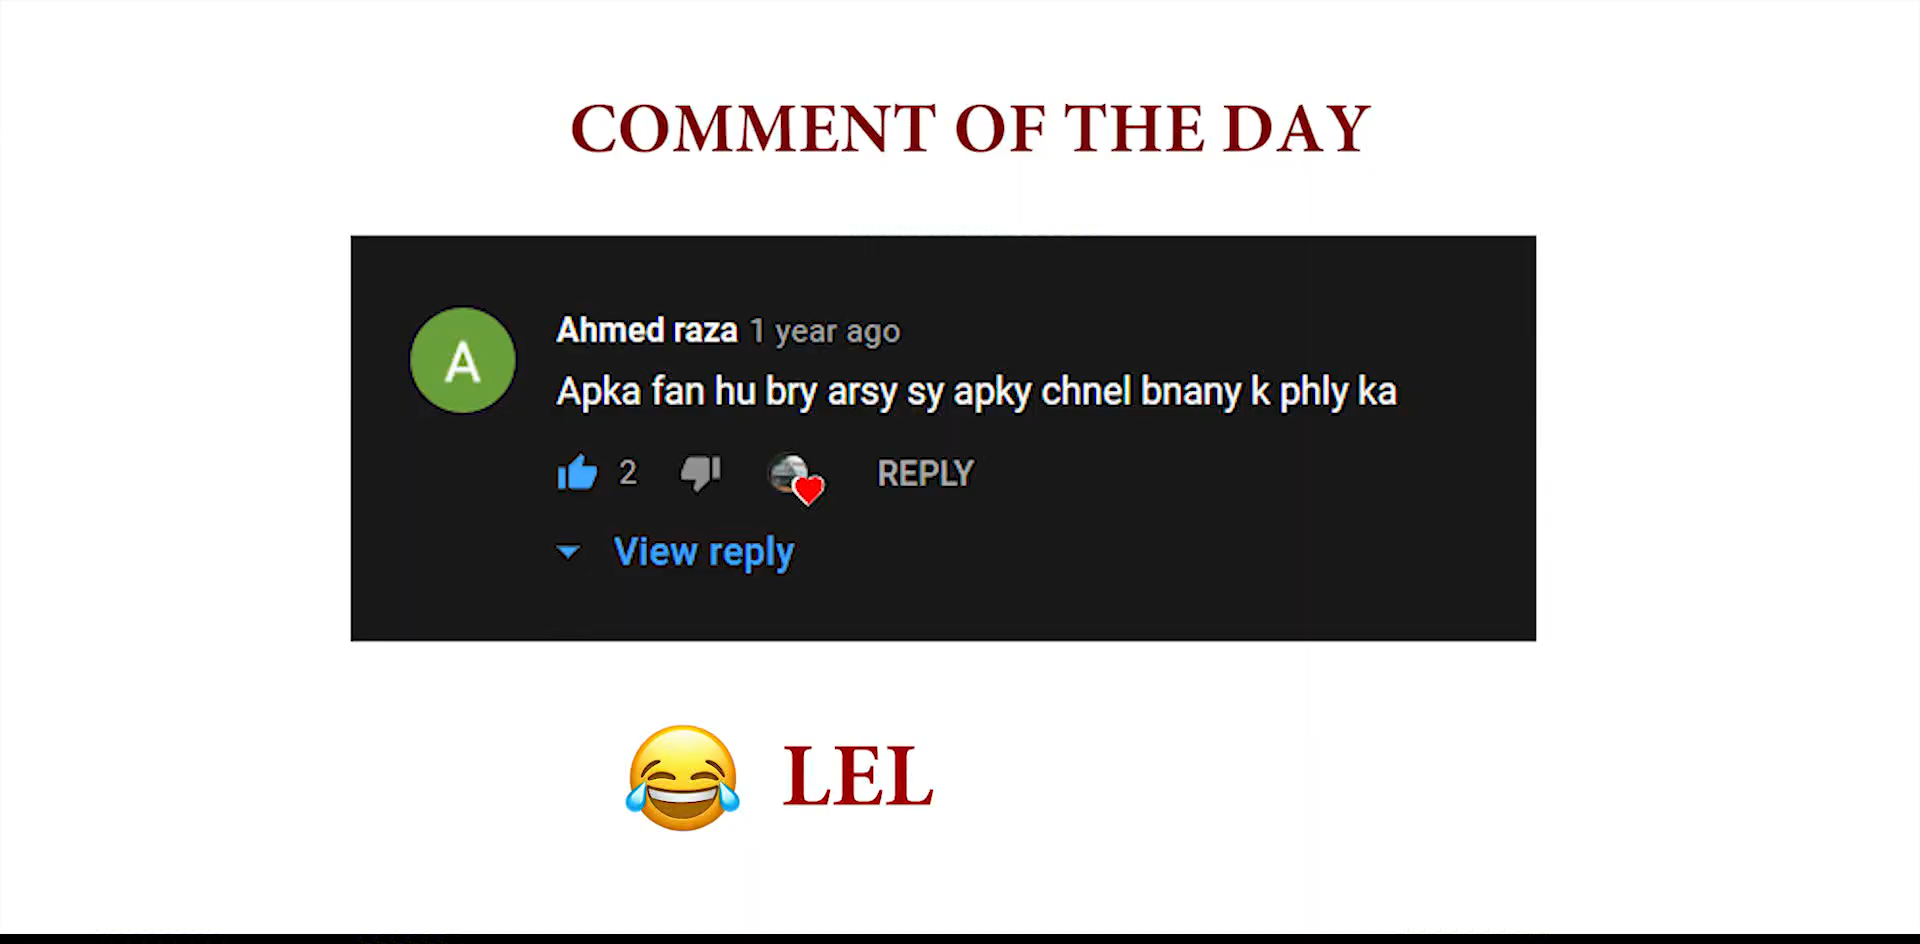 COMMENT OF THE DAY
Ahmed raza 1 year ago
Apka fan hu bry arsy sy apky chnel bnany k phly ka
2 REPLY
View reply
😂 LEL